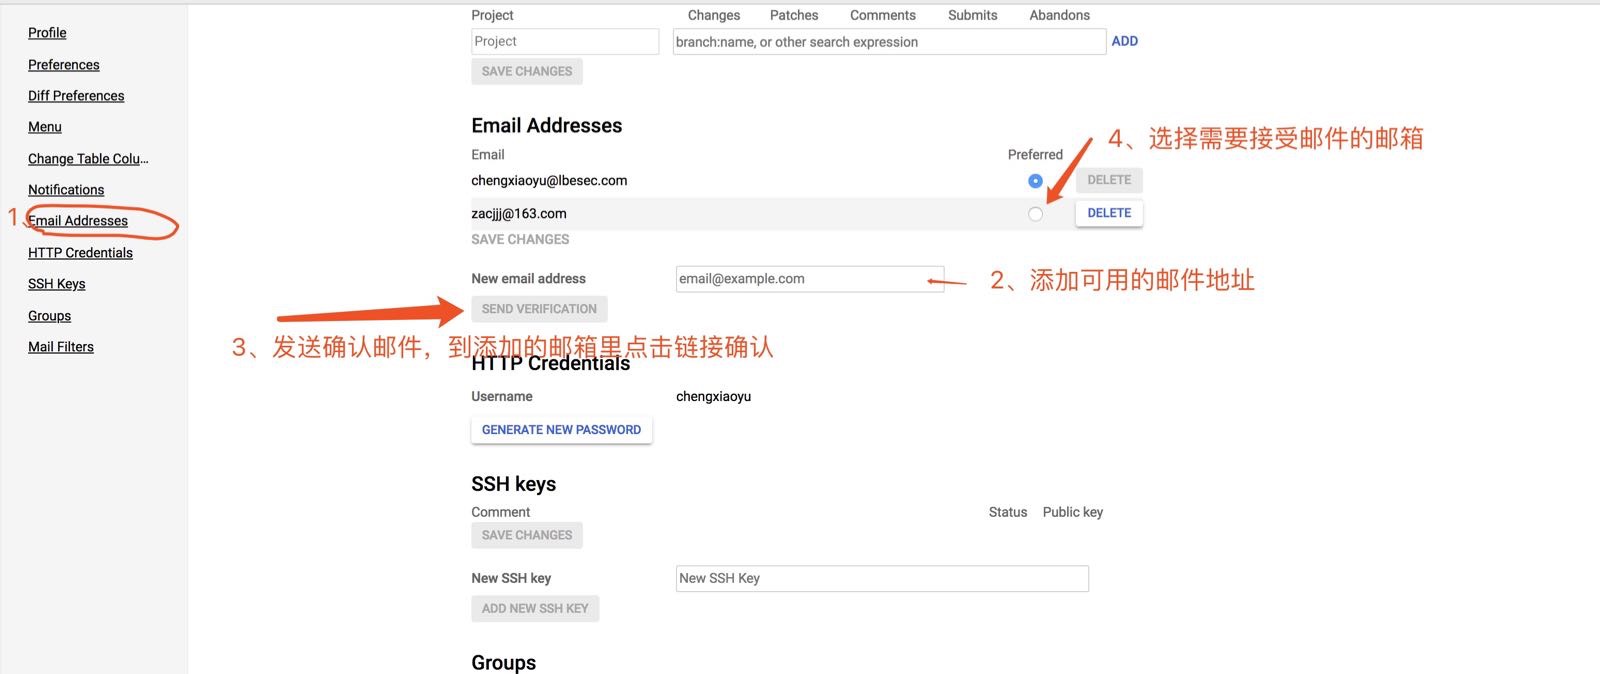 Project Changes Patches Comments Submits Abandons
Project branch:name, or other search expression ADD
SAVE CHANGES
Profile
Preferences
Diff Preferences
Menu
Change Table Colu...
Notifications
1、Email Addresses
HTTP Credentials
SSH Keys
Groups
Mail Filters
Email Addresses
Email Preferred
4、选择需要接受邮件的邮箱
chengxiaoyu@lbesec.com DELETE
zacjjj@163.com DELETE
SAVE CHANGES
New email address email@example.com
2、添加可用的邮件地址
SEND VERIFICATION
3、发送确认邮件，到添加的邮箱里点击链接确认
HTTP Credentials
Username chengxiaoyu
GENERATE NEW PASSWORD
SSH keys
Comment Status Public key
SAVE CHANGES
New SSH key New SSH Key
ADD NEW SSH KEY
Groups